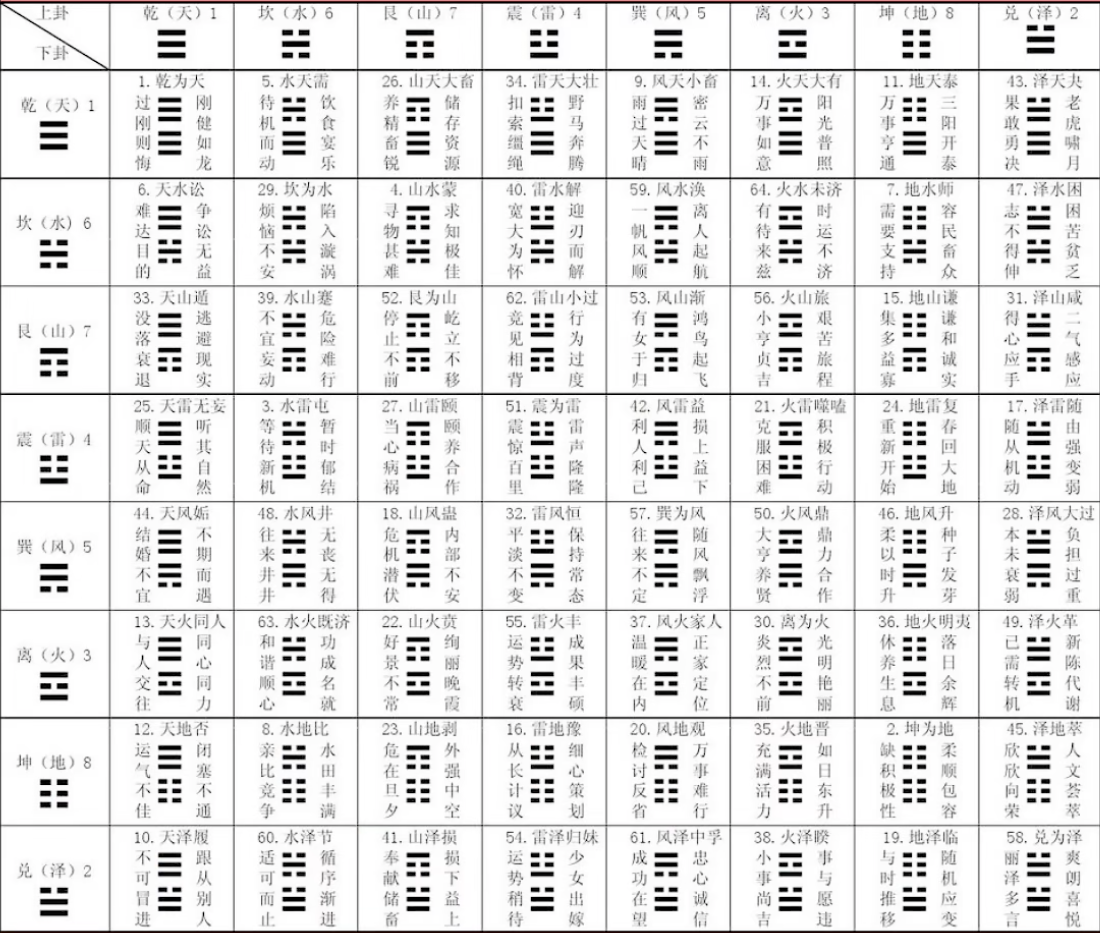 上卦
下卦
乾（天）1
坎（水）6
艮（山）7
震（雷）4
巽（风）5
离（火）3
坤（地）8
兑（泽）2
乾（天）1
1. 乾为天
刚健如龙
过刚则悔
5. 水天需
饮食宴乐
待机而动
26. 山天大畜
储存资源
养精畜锐
34. 雷天大壮
野马奔腾
扣索缰绳
9. 风天小畜
密云不雨
雨过天晴
14. 火天大有
阳光普照
万事如意
11. 地天泰
三阳开泰
万事亨通
43. 泽天夬
老虎啸月
果敢勇决
坎（水）6
6. 天水讼
争讼无益
难达目的
29. 坎为水
陷入漩涡
烦恼不安
4. 山水蒙
求知极佳
寻物甚难
40. 雷水解
迎刃而解
宽大为怀
59. 风水涣
离人起航
一帆风顺
64. 火水未济
时运不济
有待来兹
7. 地水师
容民畜众
需要支持
47. 泽水困
困苦贫乏
志不得伸
艮（山）7
33. 天山遁
逃避现实
没落衰退
39. 水山蹇
危险难行
不宜妄动
52. 艮为山
屹立不移
停止不前
62. 雷山小过
行为过度
竞见相背
53. 风山渐
鸿鸟起飞
有女于归
56. 火山旅
艰苦旅程
小亨贞吉
15. 地山谦
谦和诚实
集多益寡
31. 泽山咸
二气感应
得心应手
震（雷）4
25. 天雷无妄
听其自然
顺天从命
3. 水雷屯
暂时郁结
等待新机
27. 山雷颐
颐养合作
当心病祸
51. 震为雷
雷声隆隆
震惊百里
42. 风雷益
损上益下
利人利己
21. 火雷噬嗑
积极行动
克服困难
24. 地雷复
春回大地
重新开始
17. 泽雷随
由强变弱
随从机动
巽（风）5
44. 天风姤
不期而遇
结婚不宜
48. 水风井
无丧无得
往来井井
18. 山风蛊
内部不安
危机潜伏
32. 雷风恒
保持常态
平淡不变
57. 巽为风
随风飘浮
往来不定
50. 火风鼎
鼎力合作
大亨养贤
46. 地风升
种子发芽
柔以时升
28. 泽风大过
负担过重
本末衰弱
离（火）3
13. 天火同人
同心同力
与人交往
63. 水火既济
功成名就
和谐顺心
22. 山火贲
绚丽晚霞
好景不常
55. 雷火丰
成果丰硕
运势转衰
37. 风火家人
正家定位
温暖在内
30. 离为火
光明艳丽
炎烈不前
36. 地火明夷
落日余辉
休养生息
49. 泽火革
新陈代谢
已需转机
坤（地）8
12. 天地否
闭塞不通
运气不佳
8. 水地比
水田丰满
亲比竞争
23. 山地剥
外强中空
危在旦夕
16. 雷地豫
细心策划
从长计议
20. 风地观
万事难行
检讨反省
35. 火地晋
如日东升
充满活力
2. 坤为地
柔顺包容
缺积极性
45. 泽地萃
人文荟萃
欣欣向荣
兑（泽）2
10. 天泽履
跟从别人
不可冒进
60. 水泽节
循序渐进
适可而止
41. 山泽损
损下益上
奉献储畜
54. 雷泽归妹
少女出嫁
运势稍待
61. 风泽中孚
忠心诚信
成功在望
38. 火泽睽
事与愿违
小事尚吉
19. 地泽临
随机应变
与时推移
58. 兑为泽
爽朗喜悦
丽泽多言